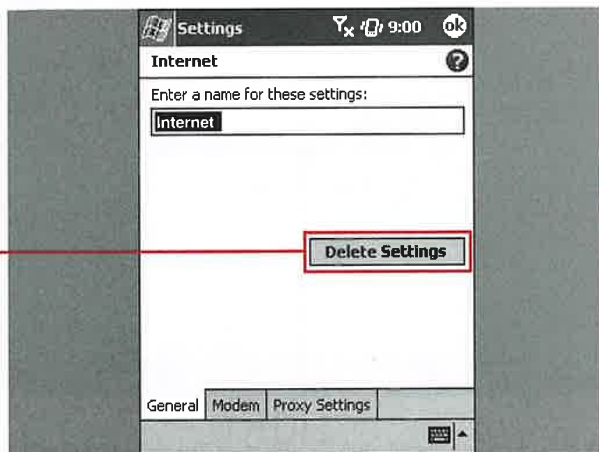 Settings 9:00 ok
Internet ?
Enter a name for these settings:
Internet
Delete Settings
General Modem Proxy Settings